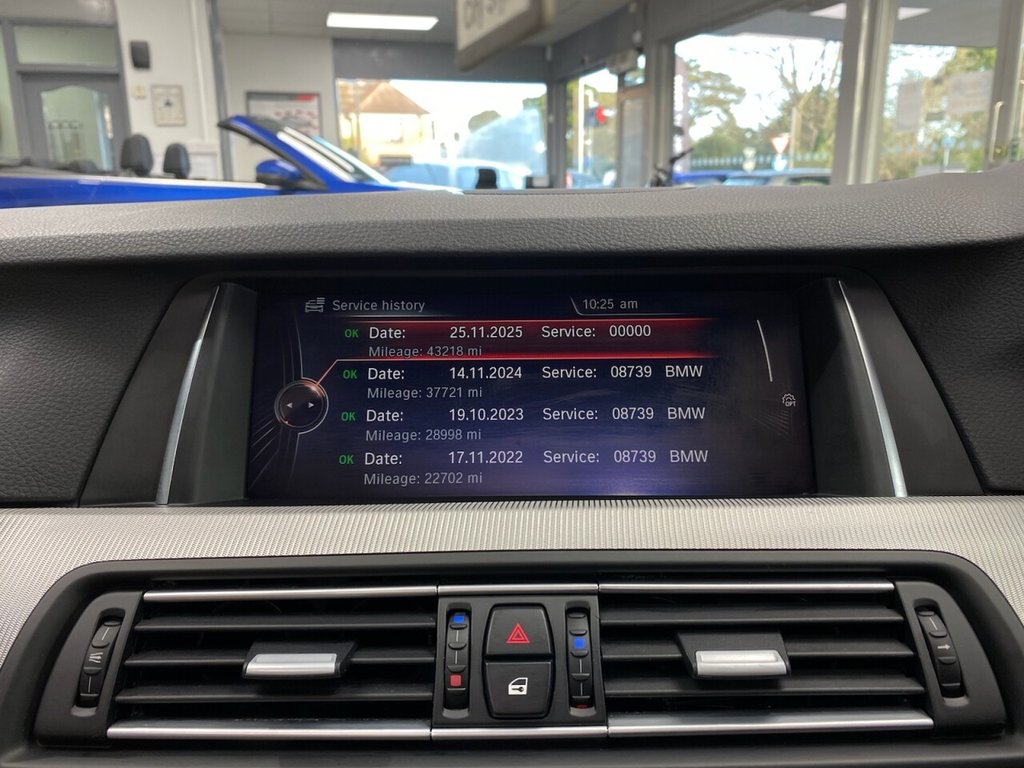 Service history 10:25 am
OK Date: 25.11.2025 Service: 00000
Mileage: 43218 mi
OK Date: 14.11.2024 Service: 08739 BMW
Mileage: 37721 mi
OPT
OK Date: 19.10.2023 Service: 08739 BMW
Mileage: 28998 mi
OK Date: 17.11.2022 Service: 08739 BMW
Mileage: 22702 mi